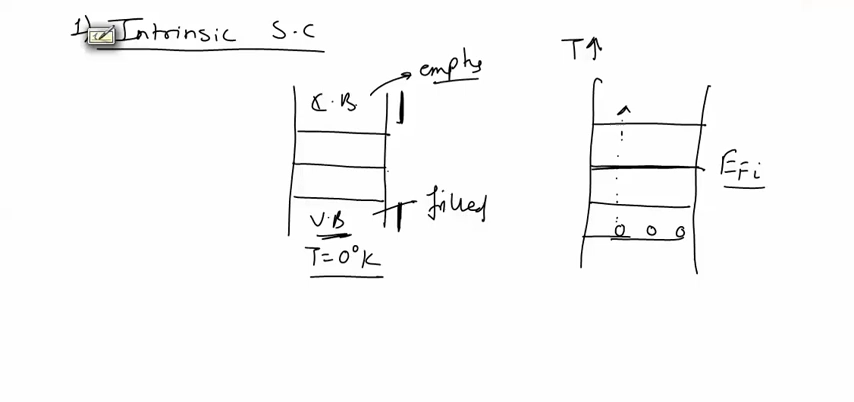 1) Intrinsic S.C
T↑
empty
C.B
EFi
filled
V.B
T=0°K